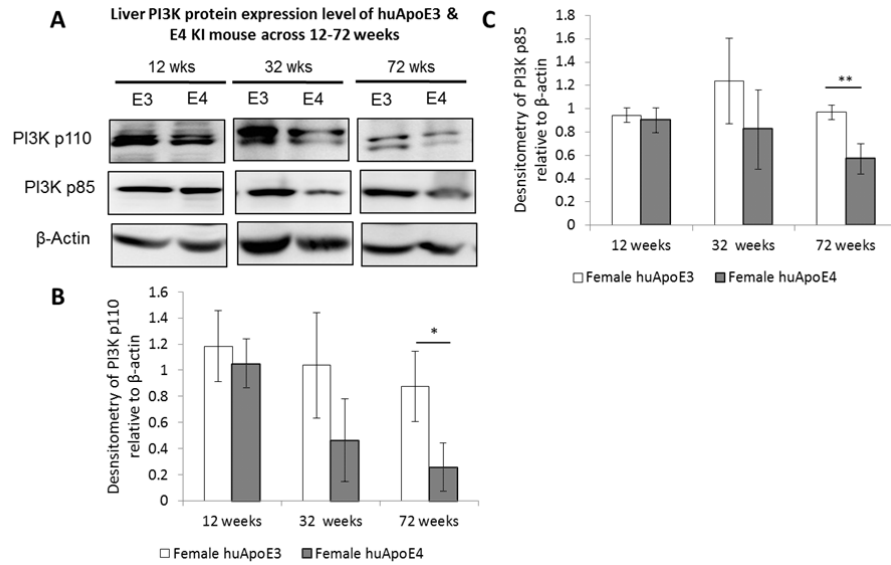 A
Liver PI3K protein expression level of huApoE3 &
E4 KI mouse across 12-72 weeks
12 wks 32 wks 72 wks
E3 E4 E3 E4 E3 E4
PI3K p110
PI3K p85
β-Actin
B
Desnsitometry of PI3K p110
relative to β-actin
1.6
1.4
1.2
1
0.8
0.6
0.4
0.2
0
*
12 weeks 32 weeks 72 weeks
Female huApoE3 Female huApoE4
C
Desnsitometry of PI3K p85
relative to β-actin
1.8
1.6
1.4
1.2
1
0.8
0.6
0.4
0.2
0
**
12 weeks 32 weeks 72 weeks
Female huApoE3 Female huApoE4